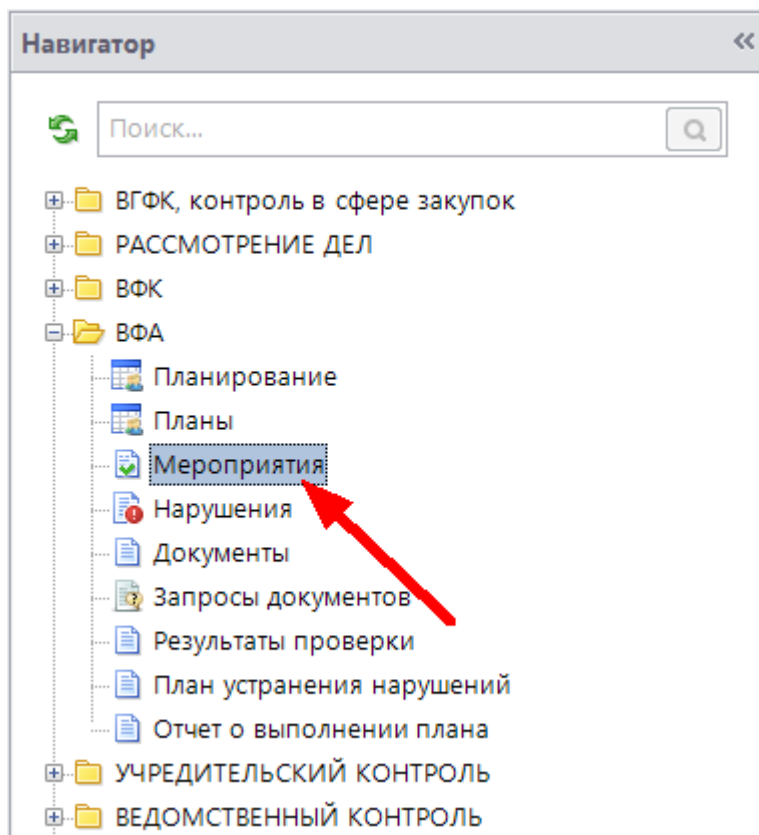 Навигатор «
Поиск...
ВГФК, контроль в сфере закупок
РАССМОТРЕНИЕ ДЕЛ
ВФК
ВФА
Планирование
Планы
Мероприятия
Нарушения
Документы
Запросы документов
Результаты проверки
План устранения нарушений
Отчет о выполнении плана
УЧРЕДИТЕЛЬСКИЙ КОНТРОЛЬ
ВЕДОМСТВЕННЫЙ КОНТРОЛЬ